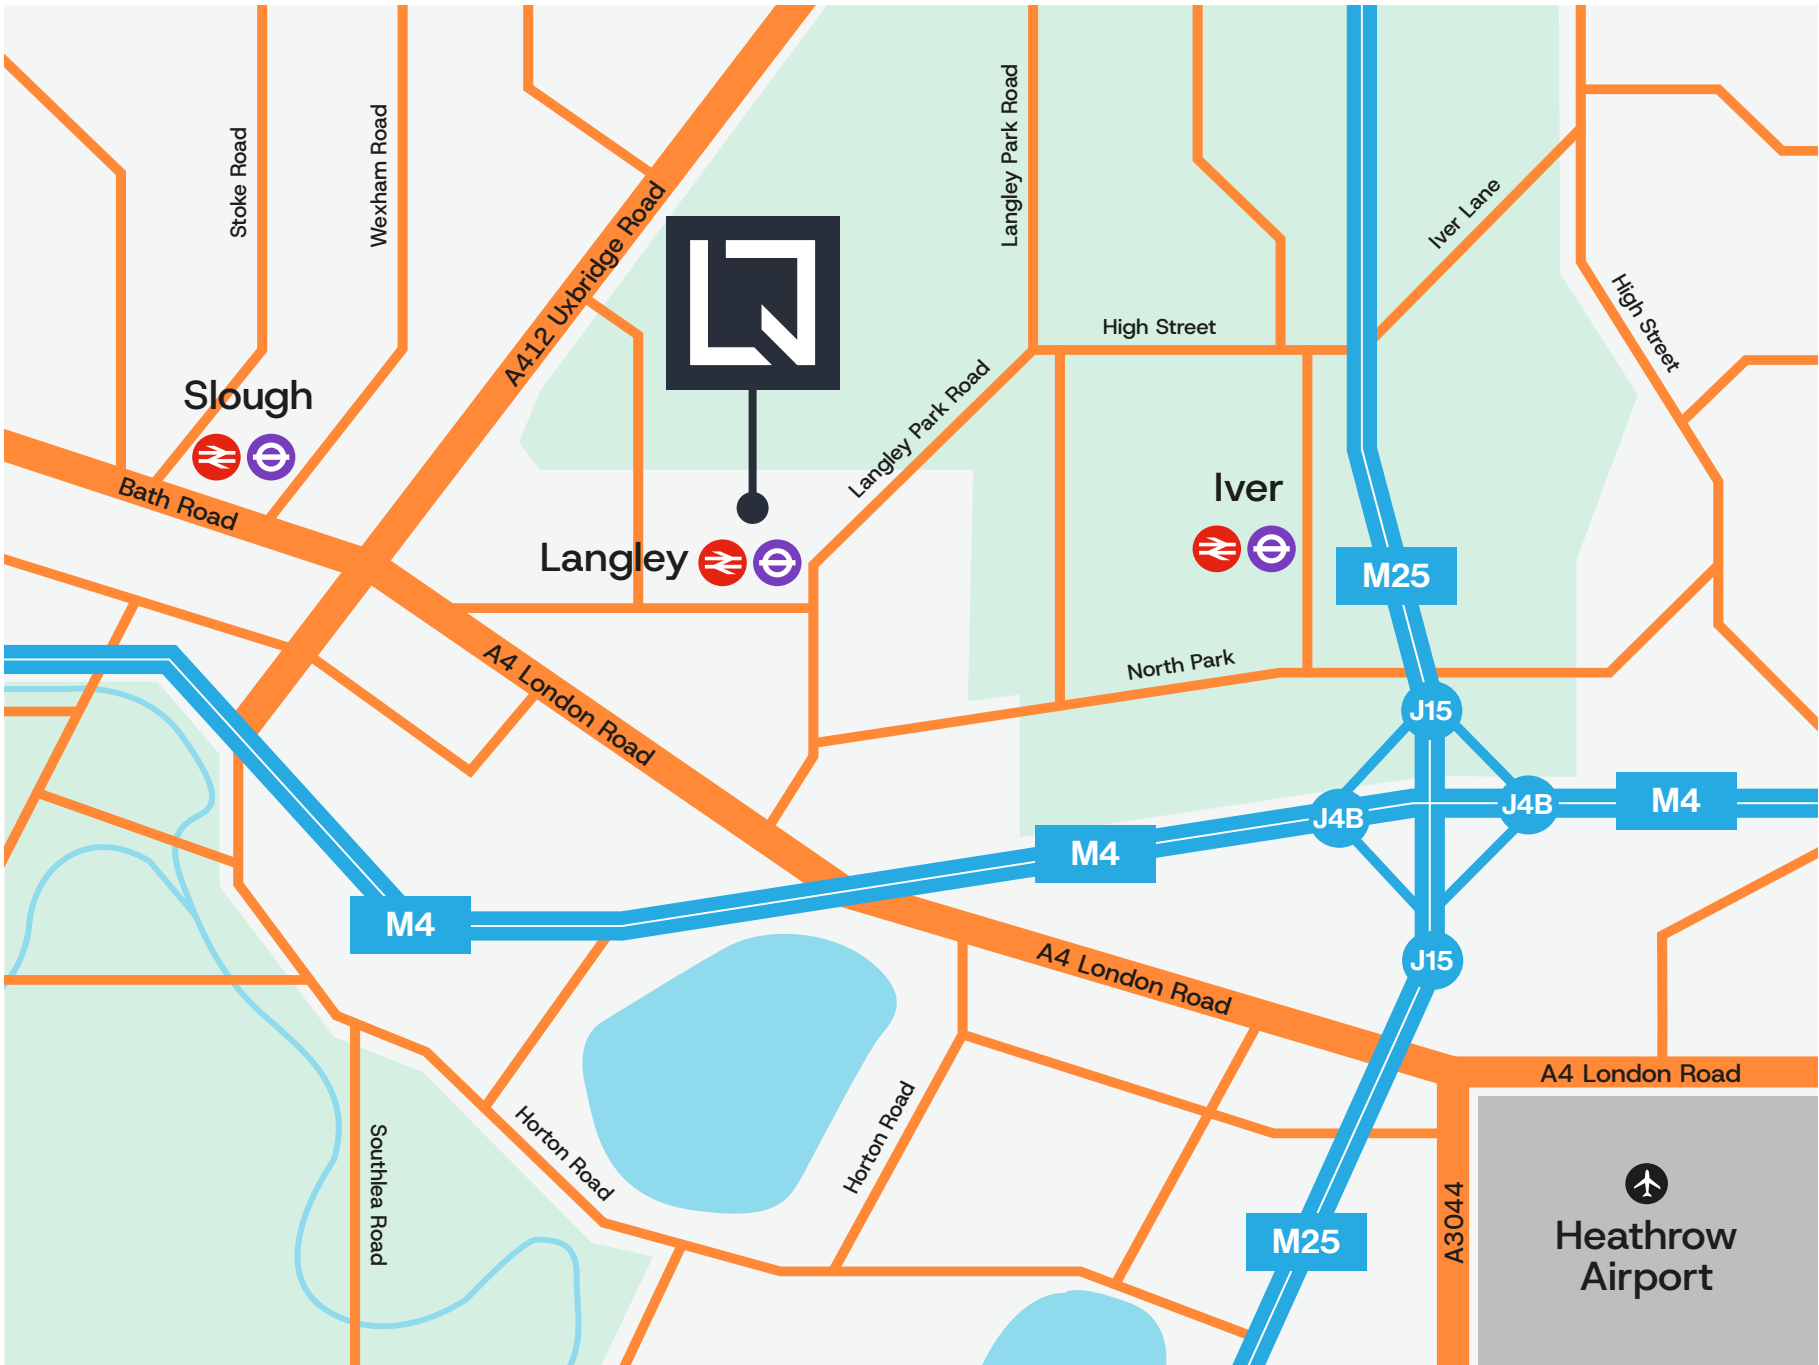 Stoke Road
Wexham Road
A412 Uxbridge Road
Langley Park Road
Iver Lane
High Street
High Street
Langley Park Road
Slough
Bath Road
Iver
Langley
M25
A4 London Road
North Park
J15
J4B
J4B
M4
M4
M4
J15
A4 London Road
A4 London Road
Horton Road
Horton Road
Southlea Road
A3044
M25
Heathrow
Airport